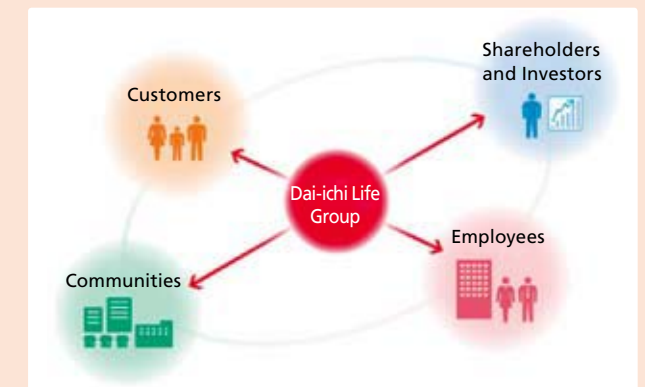 Shareholders
and Investors
Customers
Dai-ichi Life
Group
Employees
Communities